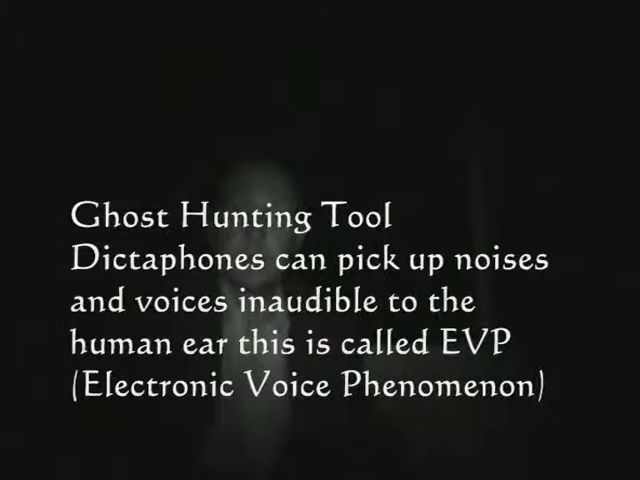 Ghost Hunting Tool
Dictaphones can pick up noises
and voices inaudible to the
human ear this is called EVP
(Electronic Voice Phenomenon)